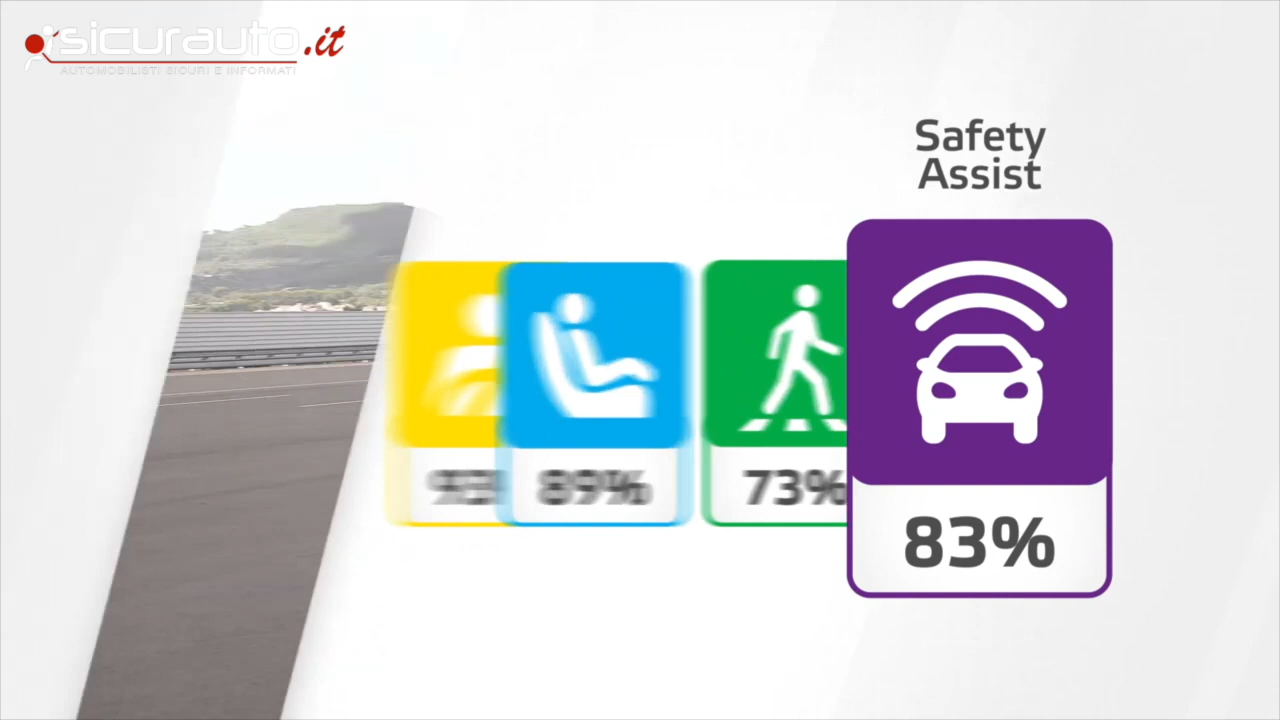 sicurauto.it
AUTOMOBILISTI SICURI E INFORMATI
Safety
Assist
89%
73%
83%